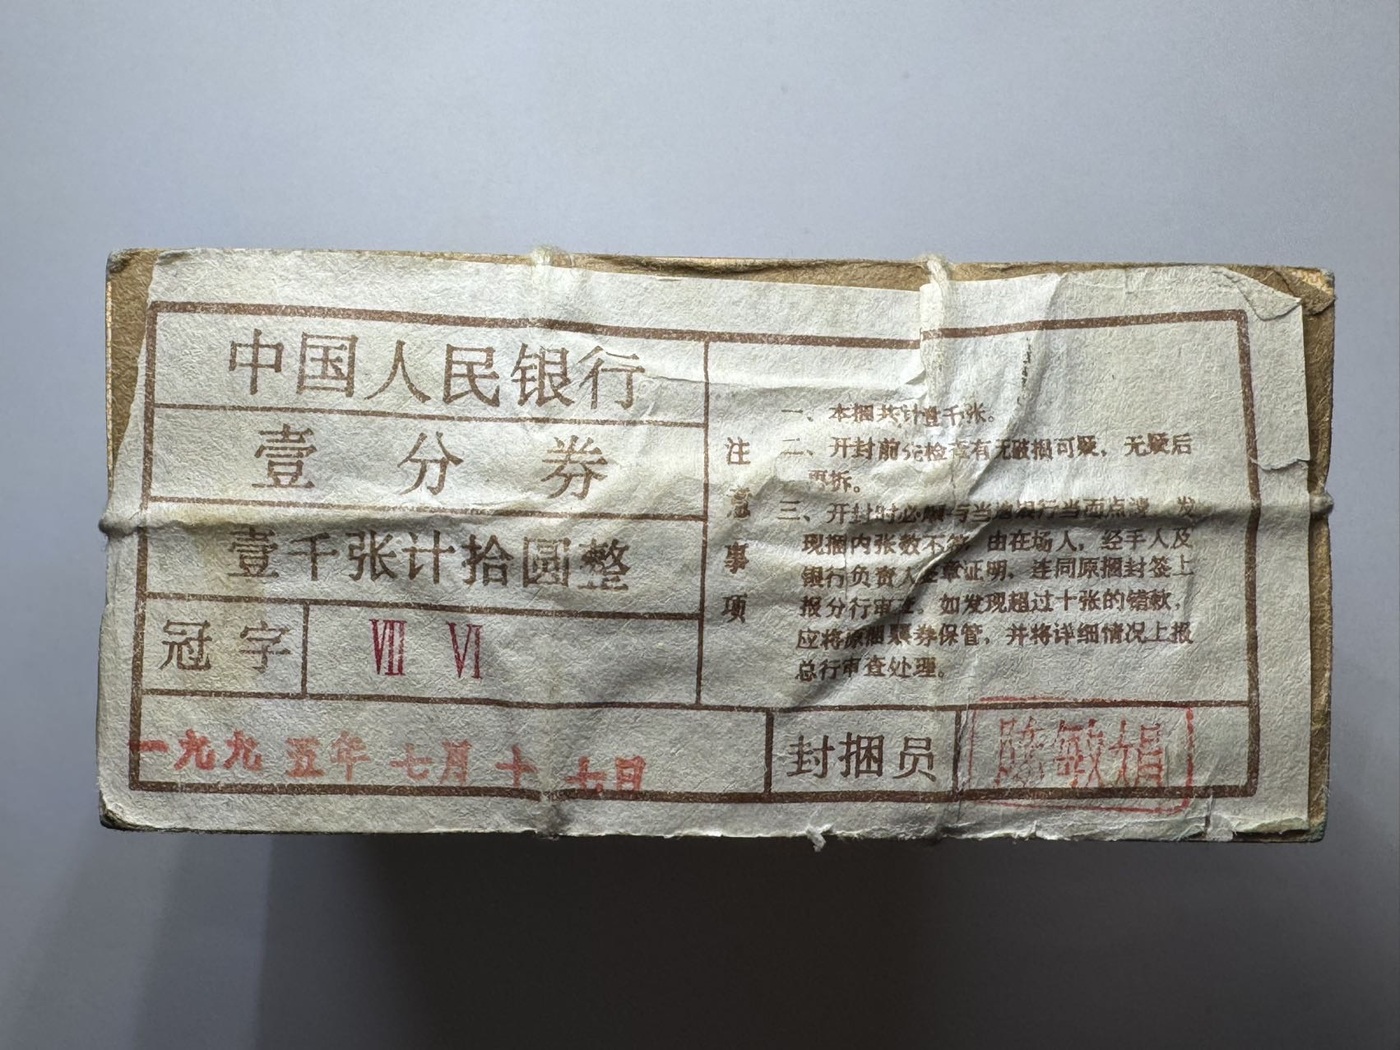 中国人民银行
壹分券
壹千张计拾圆整
冠字 Ⅷ Ⅵ
一九九五年七月十七日
注意事项
一、本捆共计壹千张。
二、开封前先检查有无破损可疑，无疑后
再拆。
三、开封时必须与当地银行当面点清，发
现捆内张数不符，由在场人，经手人及
银行负责人签章证明，连同原捆封签上
报分行审查。如发现超过十张的错款，
应将原捆票券保管，并将详细情况上报
总行审查处理。
封捆员 陈敏娟